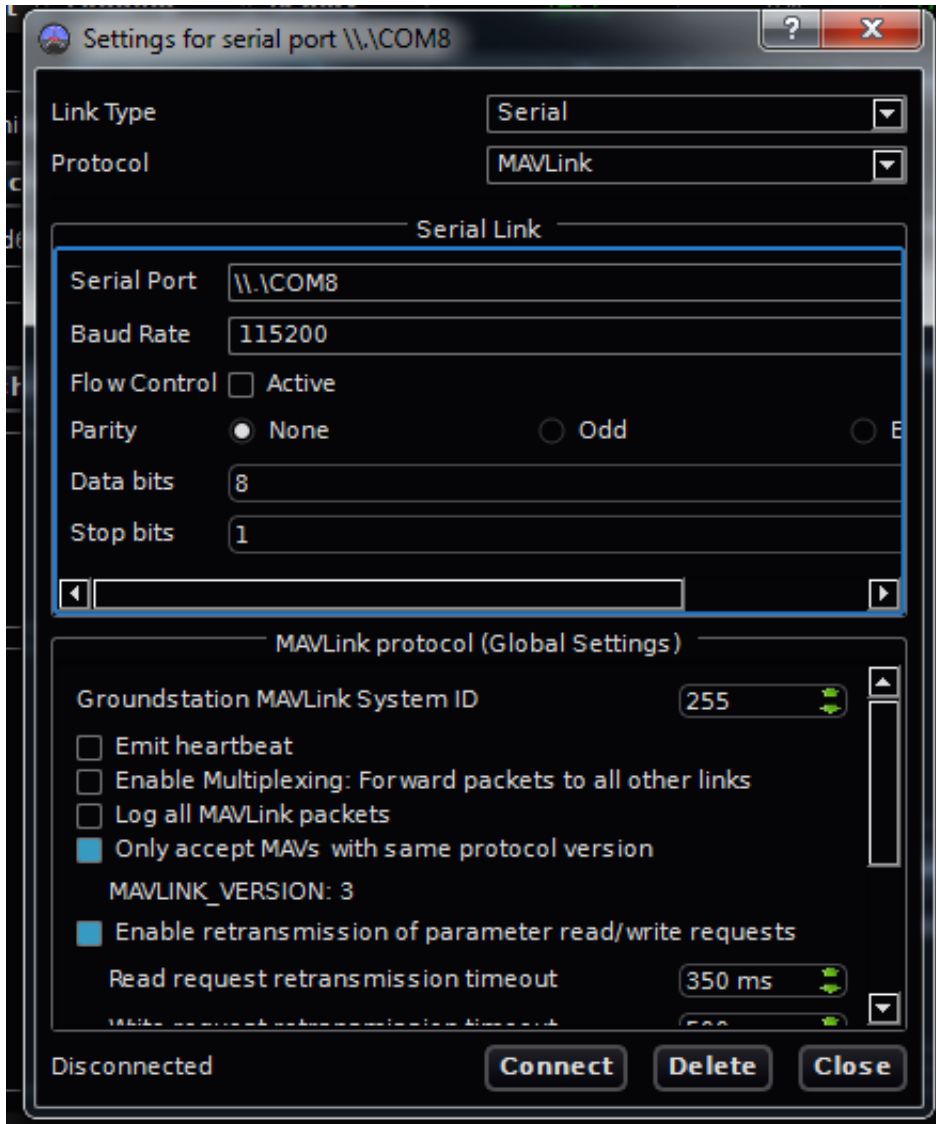 Settings for serial port \\.\COM8
?
X
Link Type Serial
Protocol MAVLink
Serial Link
Serial Port \\.\COM8
Baud Rate 115200
Flow Control Active
Parity None Odd E
Data bits 8
Stop bits 1
MAVLink protocol (Global Settings)
Groundstation MAVLink System ID 255
Emit heartbeat
Enable Multiplexing: Forward packets to all other links
Log all MAVLink packets
Only accept MAVs with same protocol version
MAVLINK_VERSION: 3
Enable retransmission of parameter read/write requests
Read request retransmission timeout 350 ms
Write request retransmission timeout
Disconnected Connect Delete Close